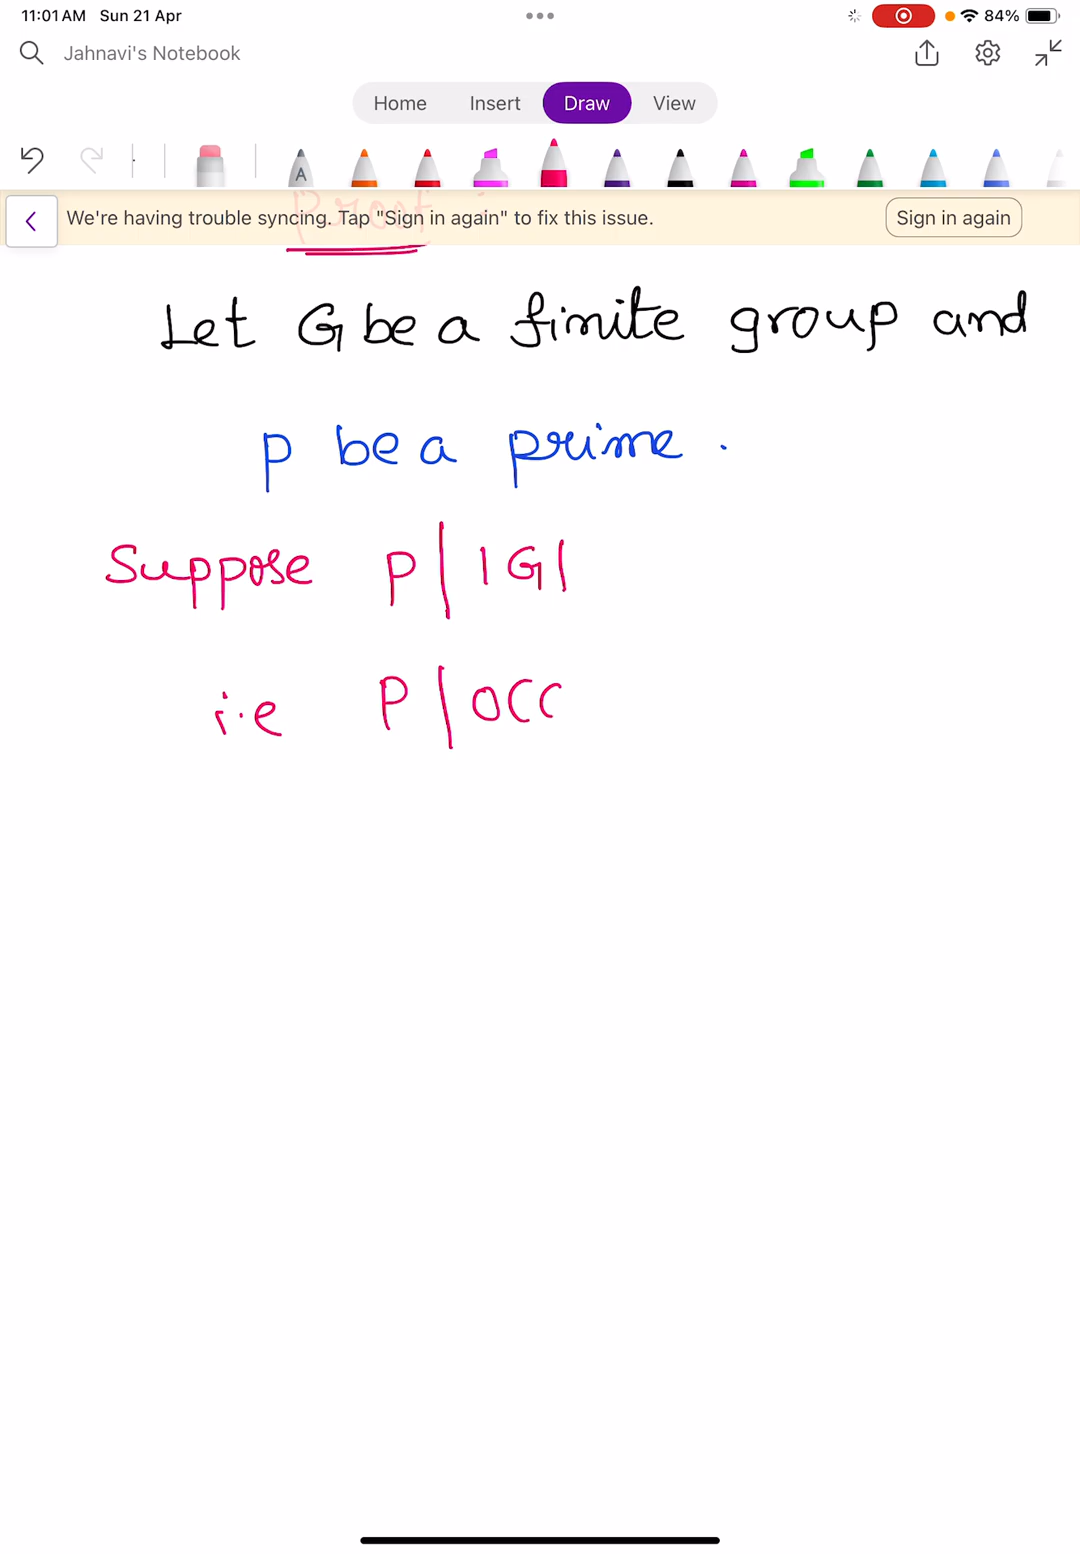 11:01 AM Sun 21 Apr 84%
Jahnavi's Notebook
Home Insert Draw View
A
Proof
We're having trouble syncing. Tap "Sign in again" to fix this issue. Sign in again
Let G be a finite group and
p be a prime .
Suppose P | |G|
i.e P | O(C